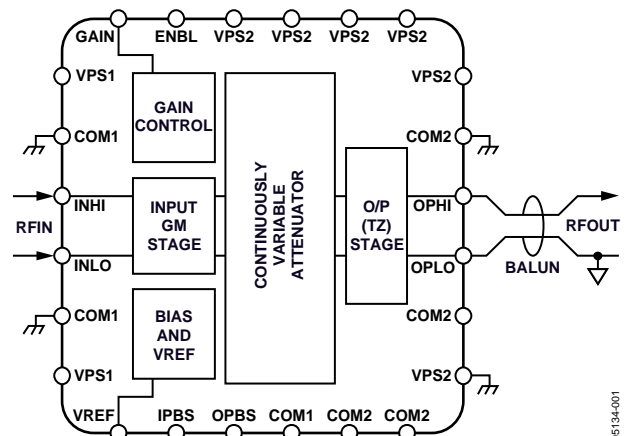 GAIN ENBL VPS2 VPS2 VPS2 VPS2
VPS1
VPS2
GAIN
CONTROL
COM1
COM2
CONTINUOUSLY
VARIABLE
ATTENUATOR
RFIN
INHI
INLO
INPUT
GM
STAGE
O/P
(TZ)
STAGE
OPHI
OPLO
BALUN
RFOUT
COM1
BIAS
AND
VREF
COM2
VPS1
VPS2
VREF IPBS OPBS COM1 COM2 COM2